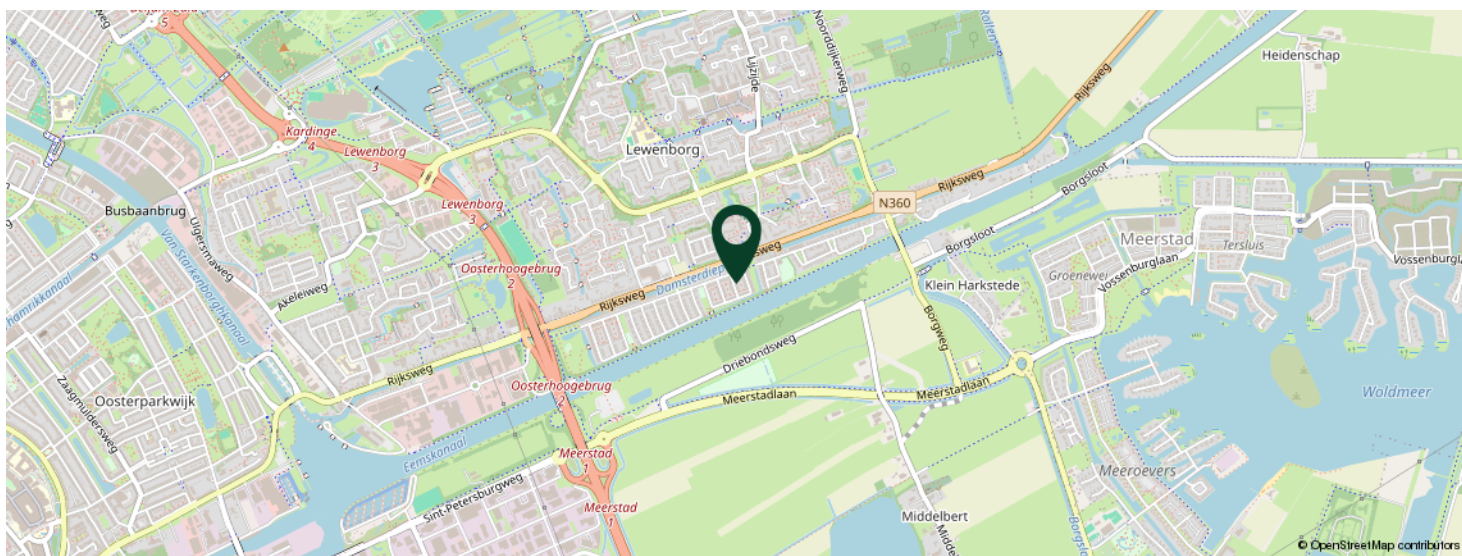 5
Noorddijkerweg
Lijzijde
Heidenschap
Rijksweg
Kardinge
4
Lewenborg
3
Lewenborg
Borgsloot
Lewenborg
3
Rijksweg
N360
Busbaanbrug
Ulgersmaweg
Van Starkenborghkanaal
Borgsloot
Meerstad
Tersluis
Groenewei
Vossenburglaan
Oosterhoogebrug
2
Damsterdiep
Akeleiweg
Rijksweg
Klein Harkstede
Borgweg
Driebondsweg
Rijksweg
Zaagmuldersweg
Oosterparkwijk
Oosterhoogebrug
2
Meerstadlaan
Meerstadlaan
Woldmeer
Eemskanaal
Meerstad
1
Meeroevers
Sint-Petersburgweg
Meerstad
1
Middelbert
© OpenStreetMap contributors